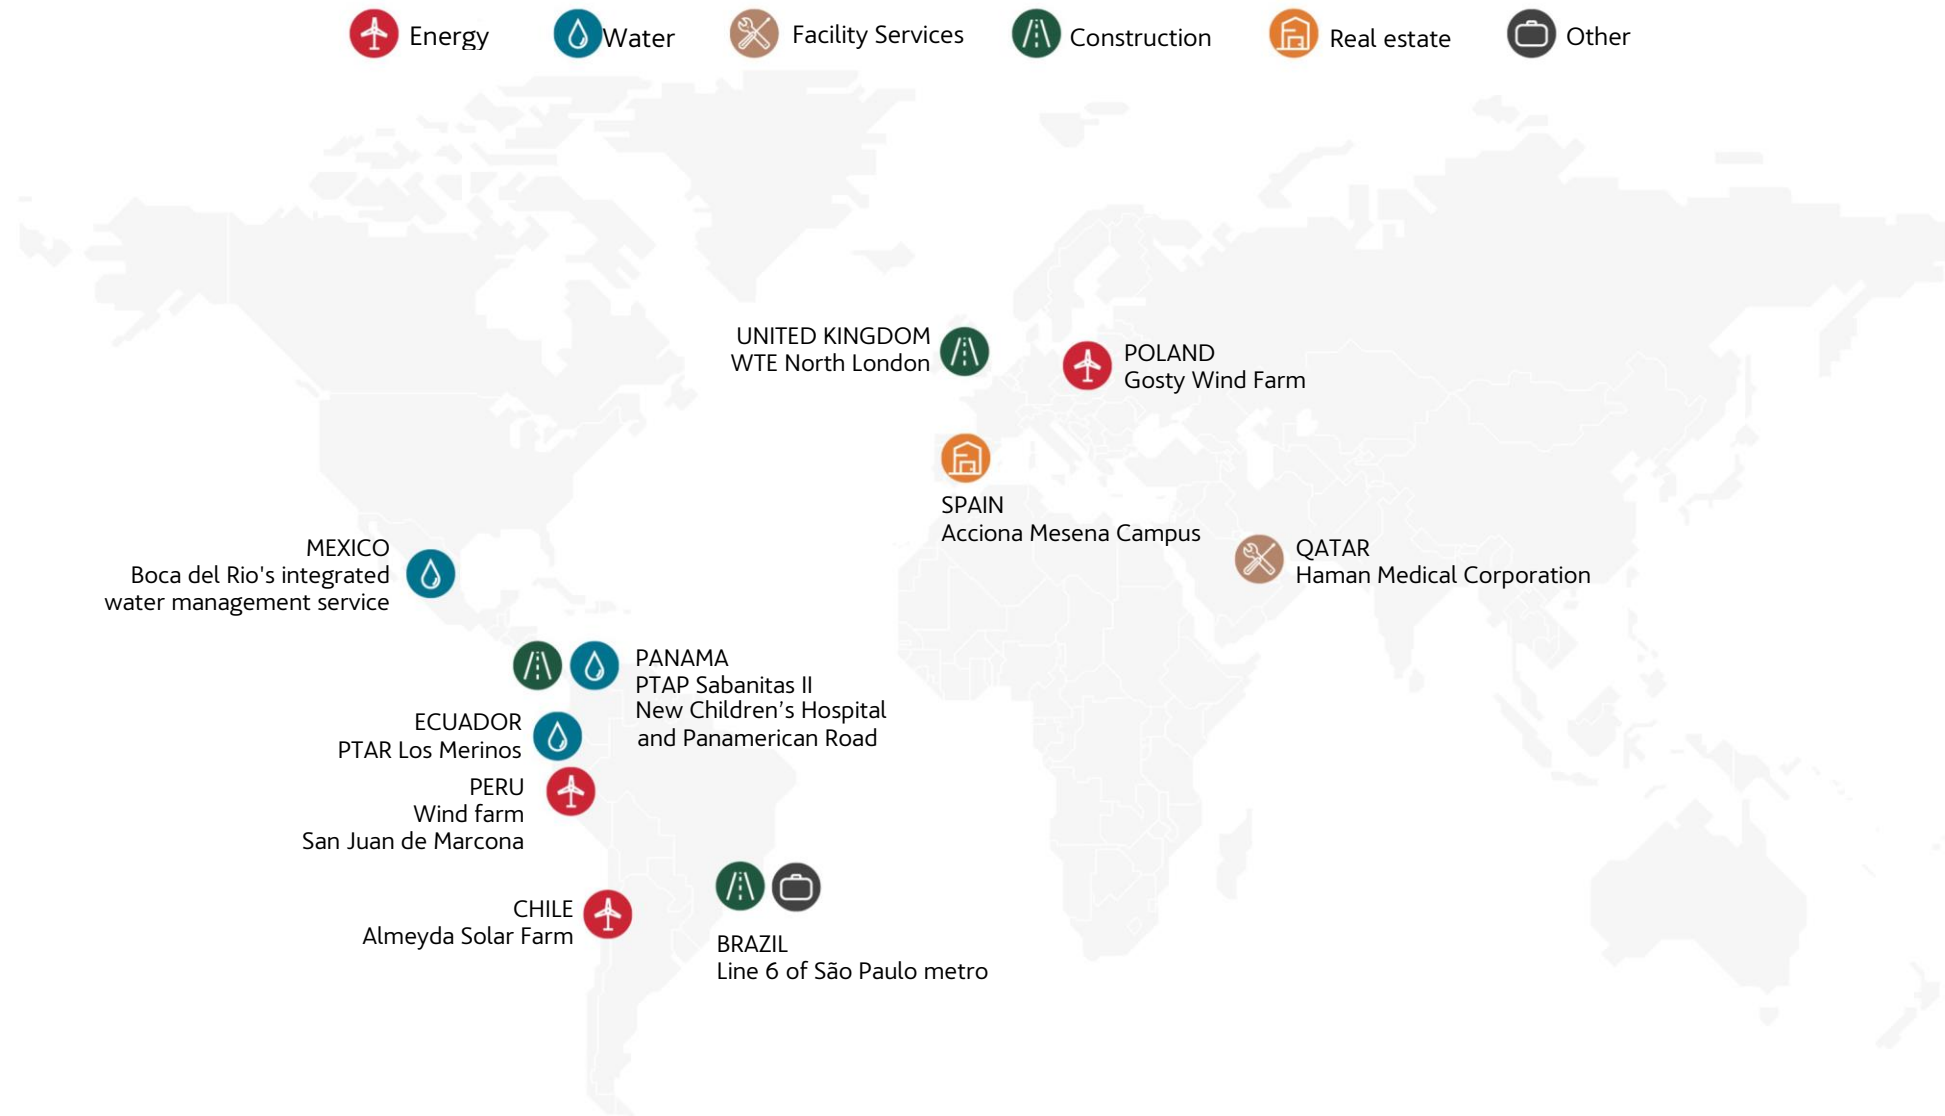 Energy
Water
Facility Services
Construction
Real estate
Other
UNITED KINGDOM
WTE North London
POLAND
Gosty Wind Farm
SPAIN
Acciona Mesena Campus
MEXICO
Boca del Rio's integrated
water management service
QATAR
Haman Medical Corporation
PANAMA
PTAP Sabanitas II
New Children’s Hospital
and Panamerican Road
ECUADOR
PTAR Los Merinos
PERU
Wind farm
San Juan de Marcona
CHILE
Almeyda Solar Farm
BRAZIL
Line 6 of São Paulo metro